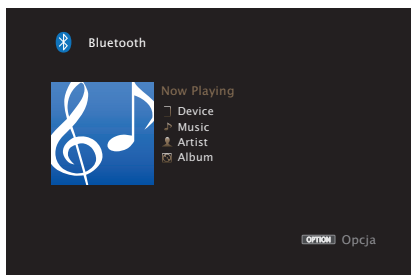 Bluetooth
Now Playing
Device
Music
Artist
Album
OPTION Opcja